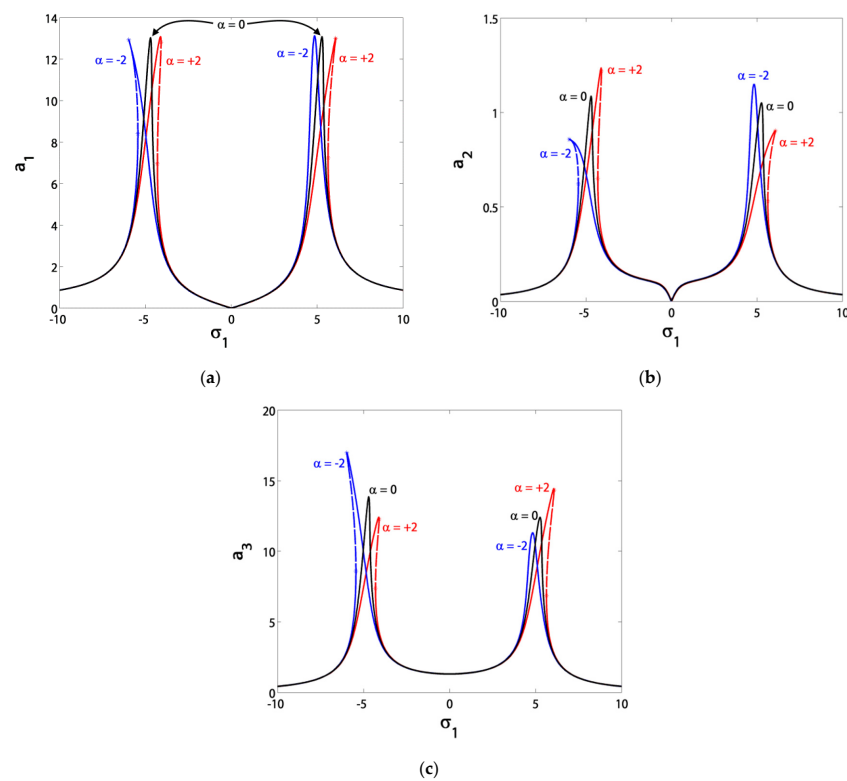 14
12
10
8
6
4
2
0
a1
α = 0
α = -2
α = +2
α = -2
α = +2
-10
-5
0
5
10
σ1
(a)
1.5
1
0.5
0
a2
α = +2
α = 0
α = -2
α = -2
α = 0
α = +2
-10
-5
0
5
10
σ1
(b)
20
15
10
5
0
a3
α = -2
α = 0
α = +2
α = +2
α = 0
α = -2
-10
-5
0
5
10
σ1
(c)